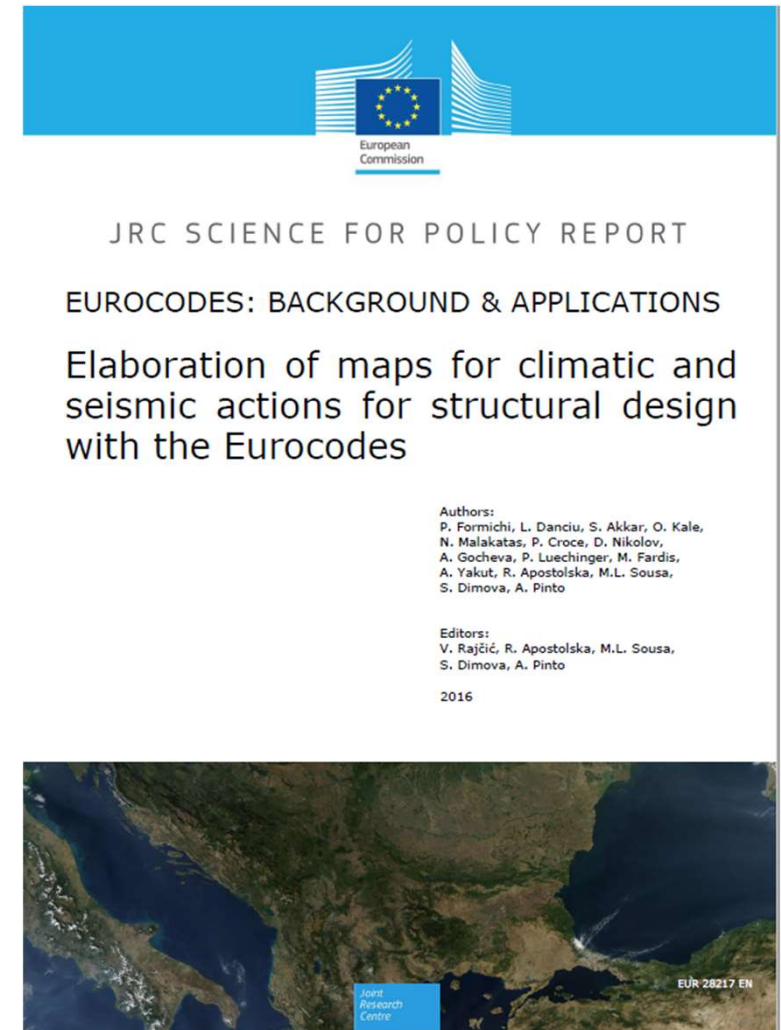 European
Commission
JRC SCIENCE FOR POLICY REPORT
EUROCODES: BACKGROUND & APPLICATIONS
Elaboration of maps for climatic and
seismic actions for structural design
with the Eurocodes
Authors:
P. Formichi, L. Danciu, S. Akkar, O. Kale,
N. Malakatas, P. Croce, D. Nikolov,
A. Gocheva, P. Luechinger, M. Fardis,
A. Yakut, R. Apostolska, M.L. Sousa,
S. Dimova, A. Pinto
Editors:
V. Rajčić, R. Apostolska, M.L. Sousa,
S. Dimova, A. Pinto
2016
EUR 28217 EN
Joint
Research
Centre